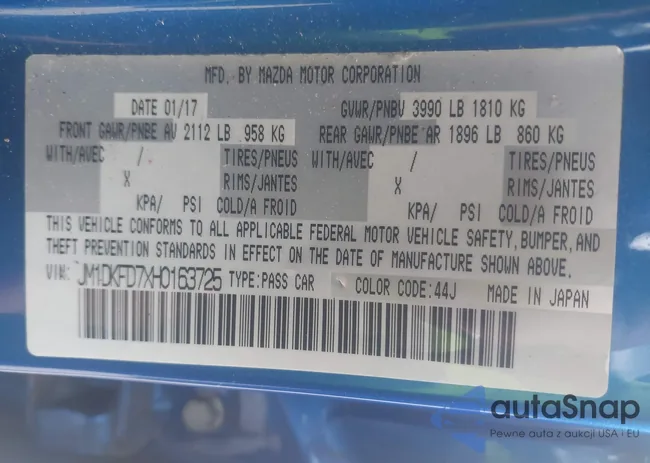 MFD. BY MAZDA MOTOR CORPORATION
DATE 01/17 GVWR/PNBV 3990 LB 1810 KG
FRONT GAWR/PNBE AV 2112 LB 958 KG REAR GAWR/PNBE AR 1896 LB 860 KG
WITH/AVEC / TIRES/PNEUS WITH/AVEC / TIRES/PNEUS
X RIMS/JANTES X RIMS/JANTES
KPA/ PSI COLD/A FROID KPA/ PSI COLD/A FROID
THIS VEHICLE CONFORMS TO ALL APPLICABLE FEDERAL MOTOR VEHICLE SAFETY, BUMPER, AND
THEFT PREVENTION STANDARDS IN EFFECT ON THE DATE OF MANUFACTURE SHOWN ABOVE.
VIN: JM1DKFD7XH0163725 TYPE: PASS CAR COLOR CODE: 44J MADE IN JAPAN
autaSnap
Pewne auta z aukcji USA i EU